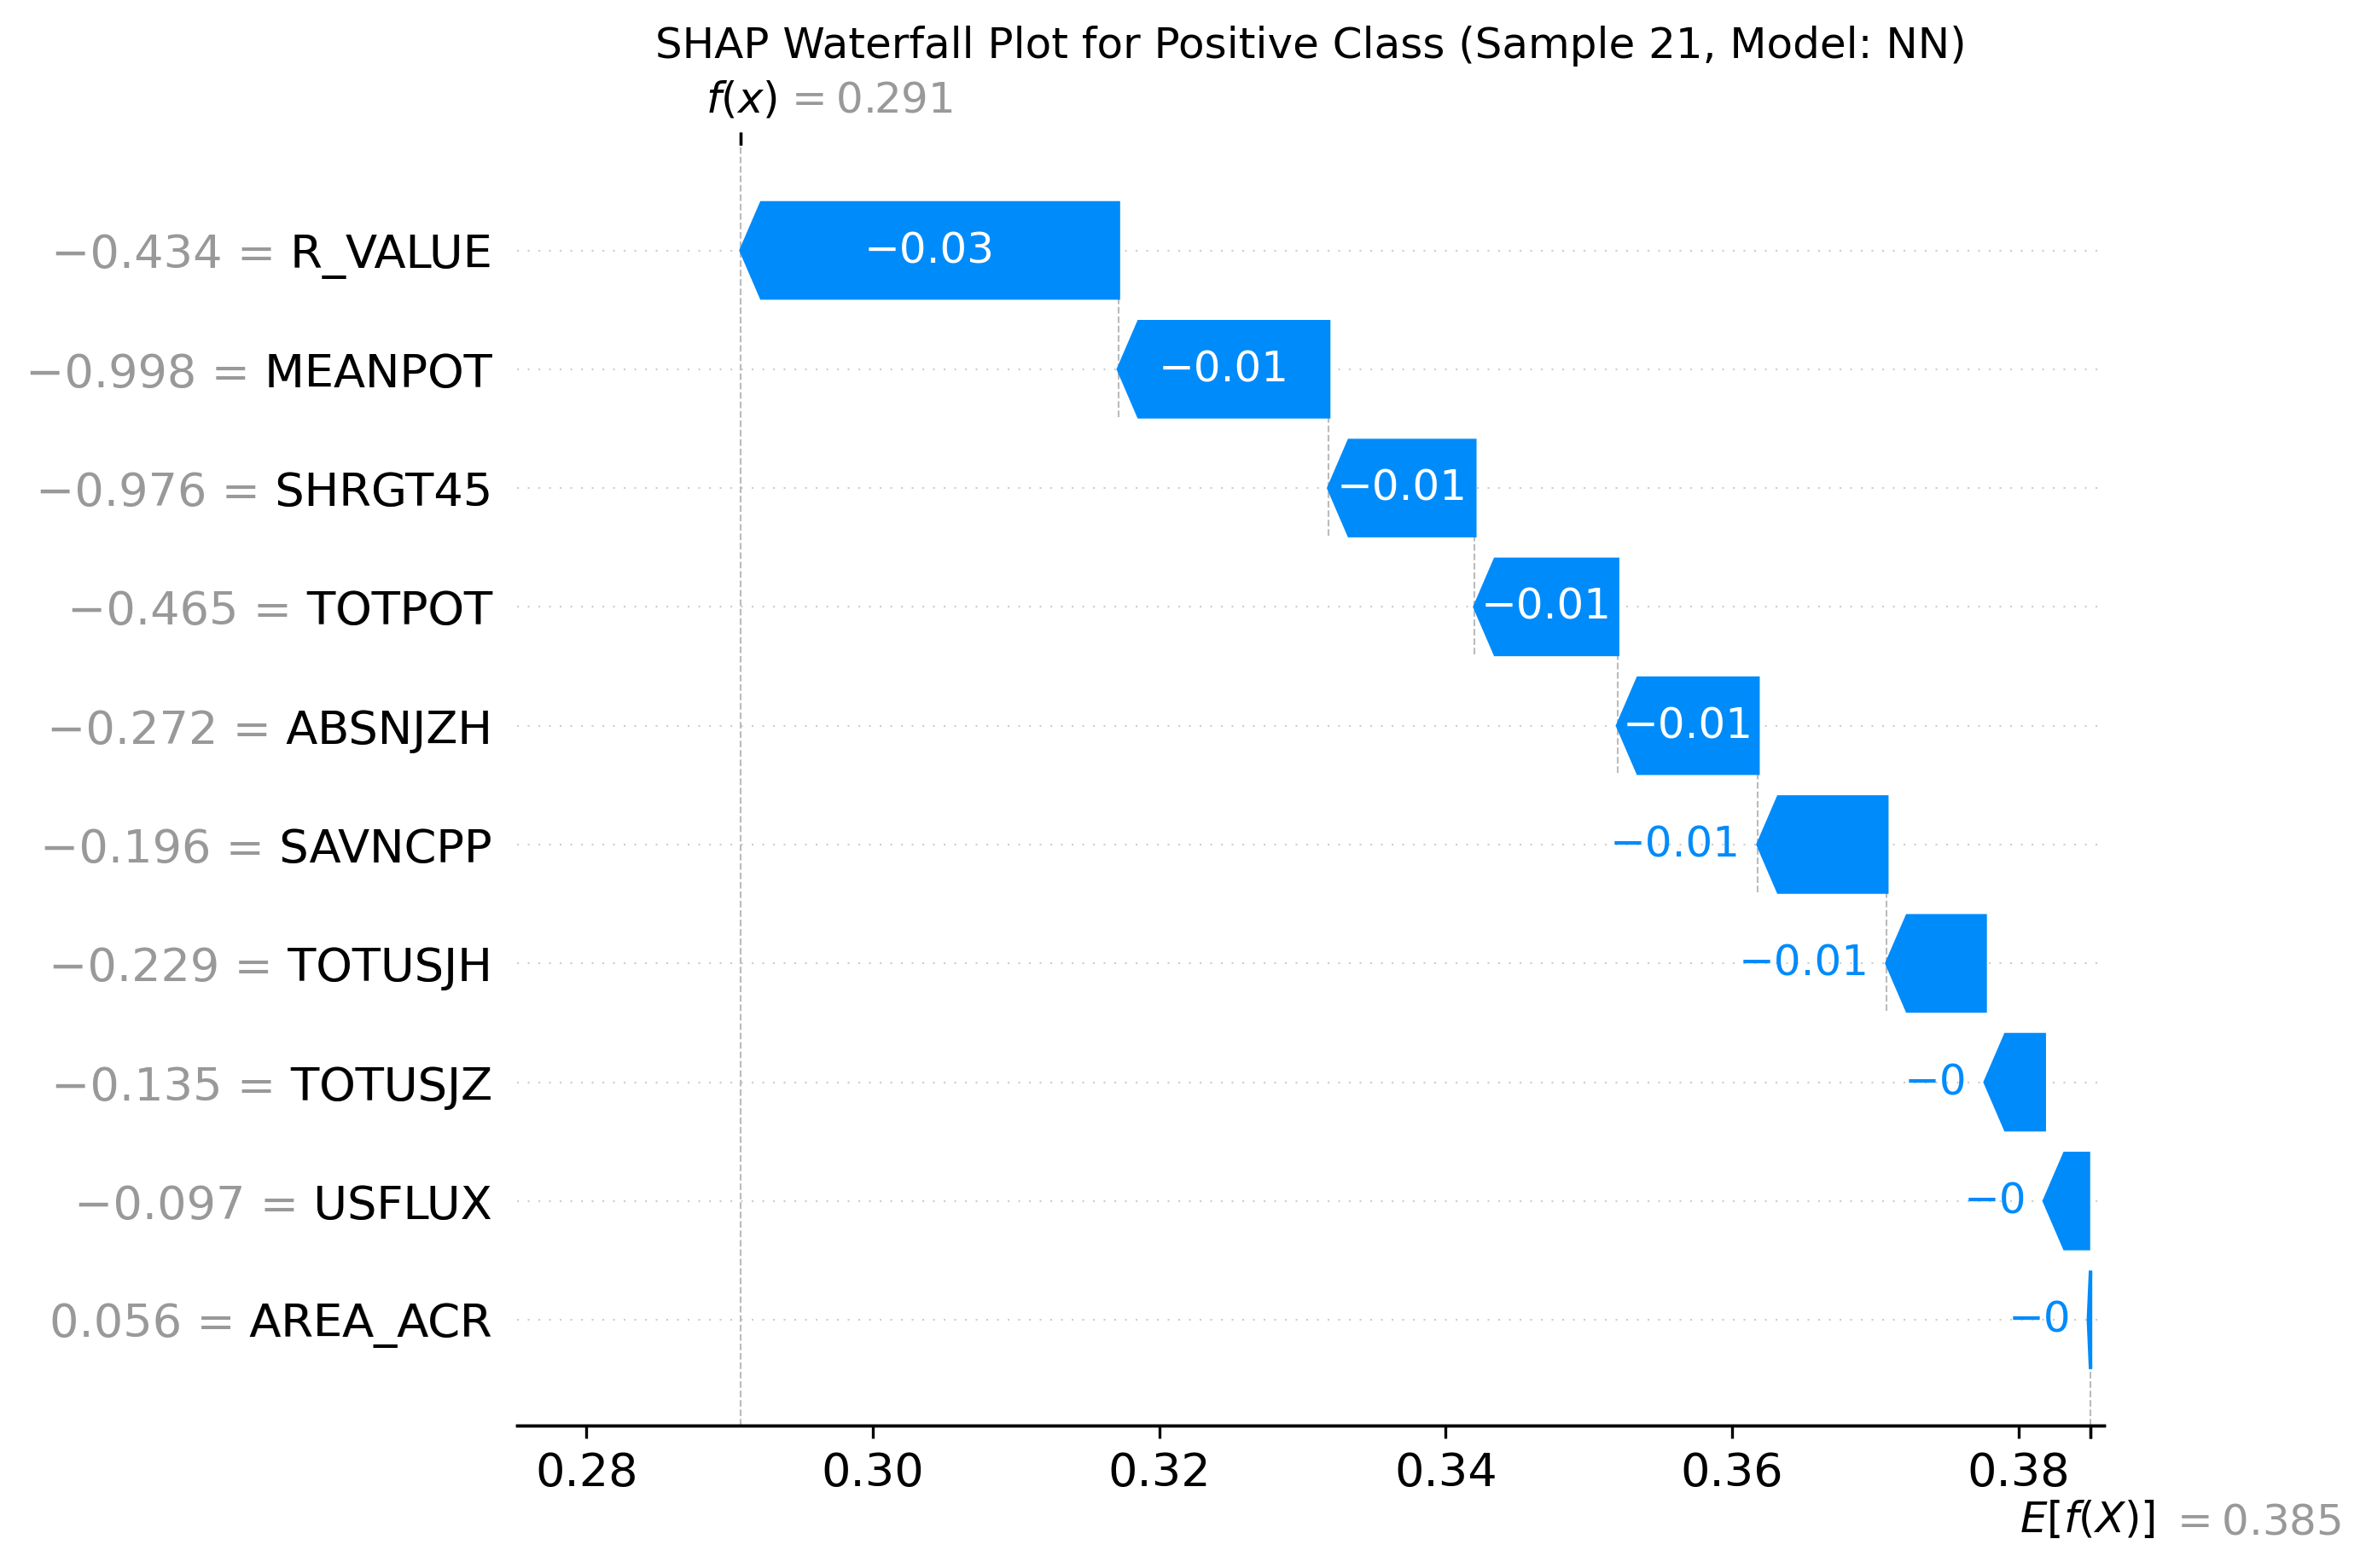 SHAP Waterfall Plot for Positive Class (Sample 21, Model: NN)
f(x) = 0.291
−0.434 = R_VALUE −0.03
−0.998 = MEANPOT −0.01
−0.976 = SHRGT45 −0.01
−0.465 = TOTPOT −0.01
−0.272 = ABSNJZH −0.01
−0.196 = SAVNCPP −0.01
−0.229 = TOTUSJH −0.01
−0.135 = TOTUSJZ −0
−0.097 = USFLUX −0
0.056 = AREA_ACR −0
0.28 0.30 0.32 0.34 0.36 0.38
E[f(X)] = 0.385